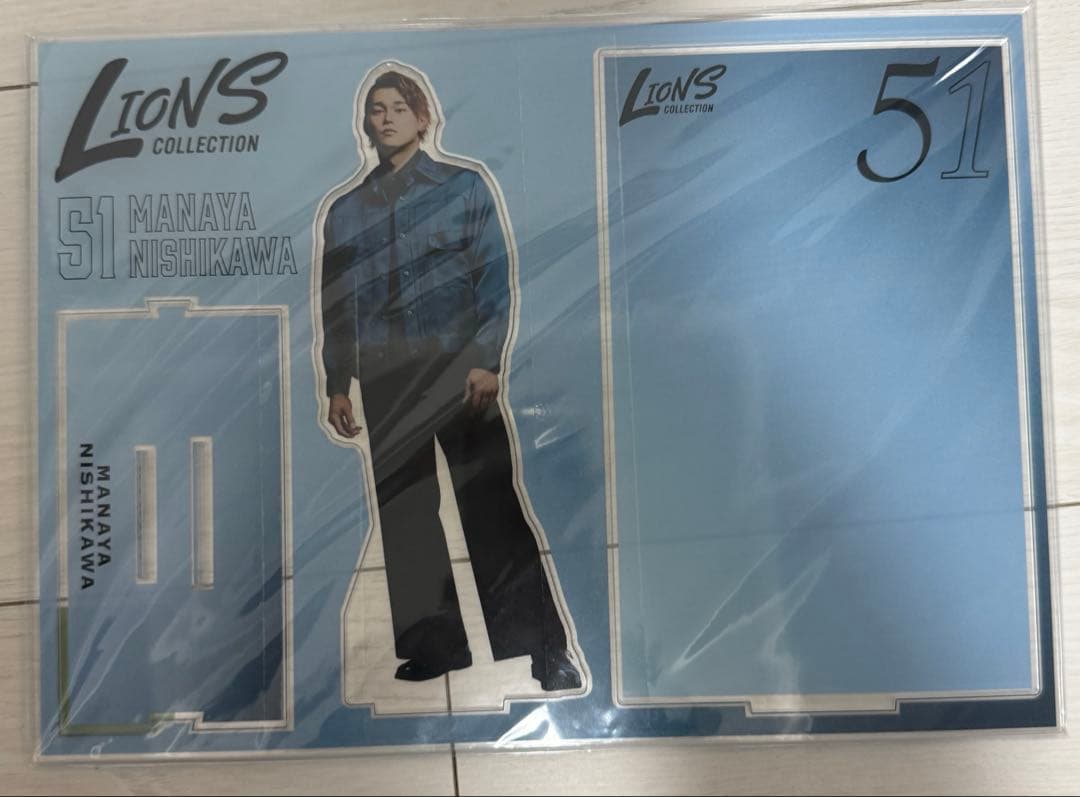 LIONS
COLLECTION
51 MANAYA
NISHIKAWA
MANAYA
NISHIKAWA
LIONS
COLLECTION
51